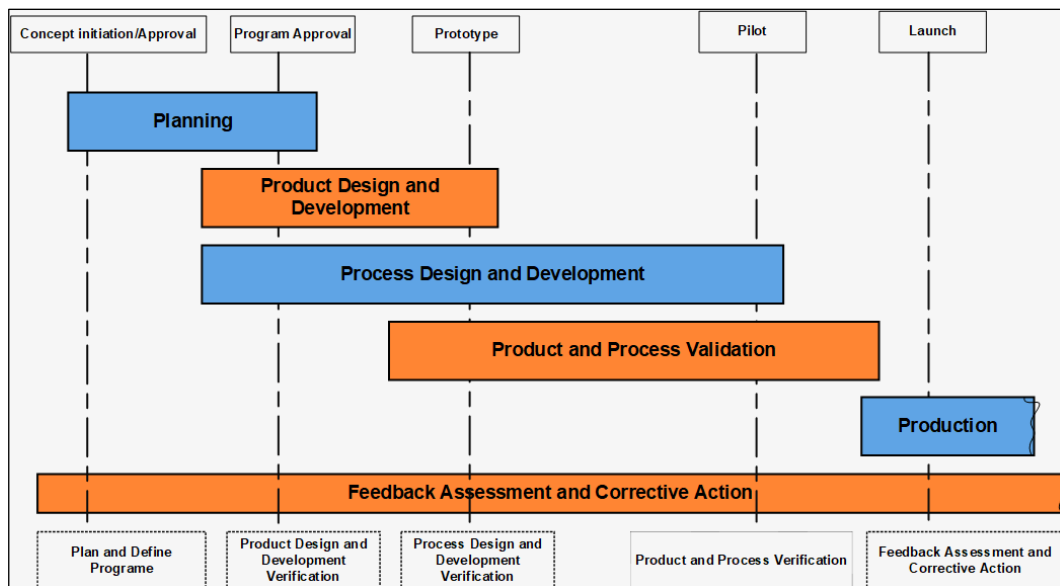 Concept initiation/Approval
Program Approval
Prototype
Pilot
Launch
Planning
Product Design and
Development
Process Design and Development
Product and Process Validation
Production
Feedback Assessment and Corrective Action
Plan and Define
Programe
Product Design and
Development
Verification
Process Design and
Development
Verification
Product and Process Verification
Feedback Assessment and
Corrective Action